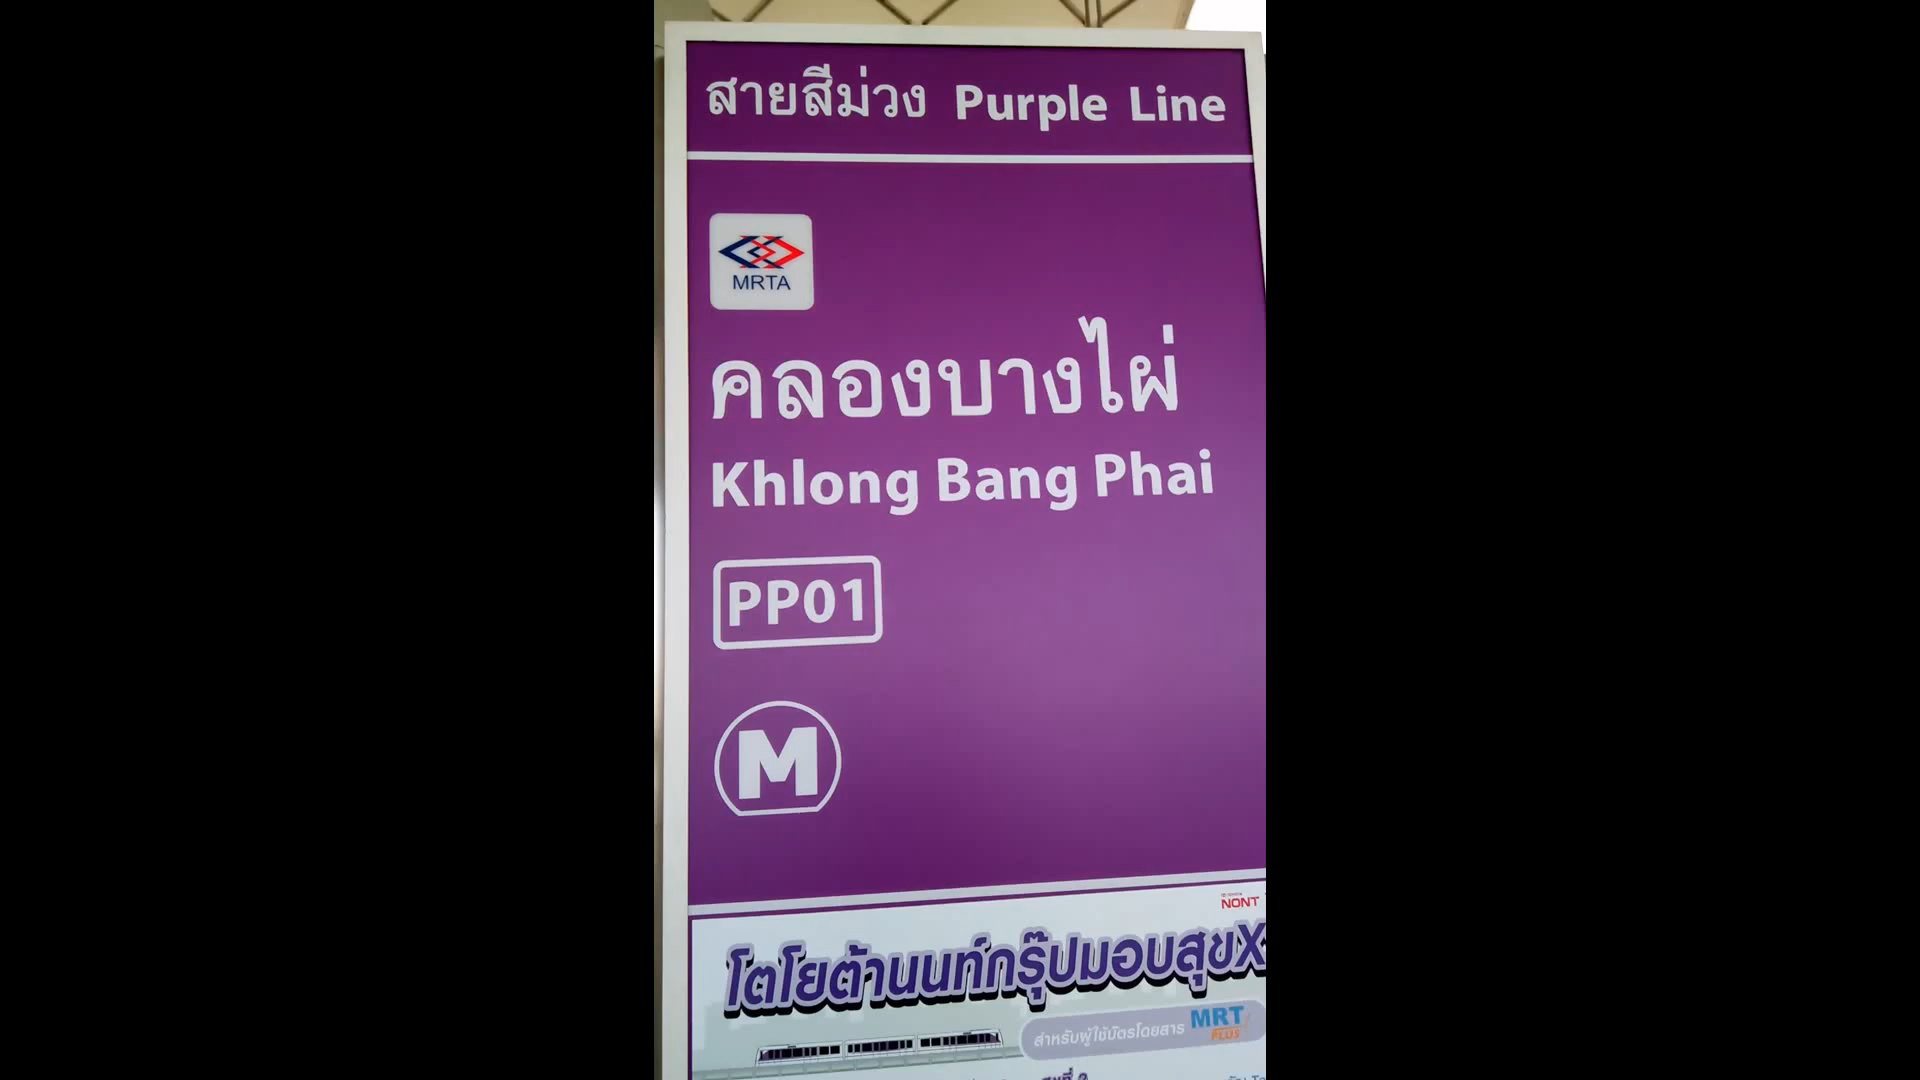 สายสีม่วง Purple Line
MRTA
คลองบางไผ่
Khlong Bang Phai
PP01
M
NONT
โตโยต้านนท์กรุ๊ปมอบสุขX
สำหรับผู้ใช้บัตรโดยสาร MRT PLUS